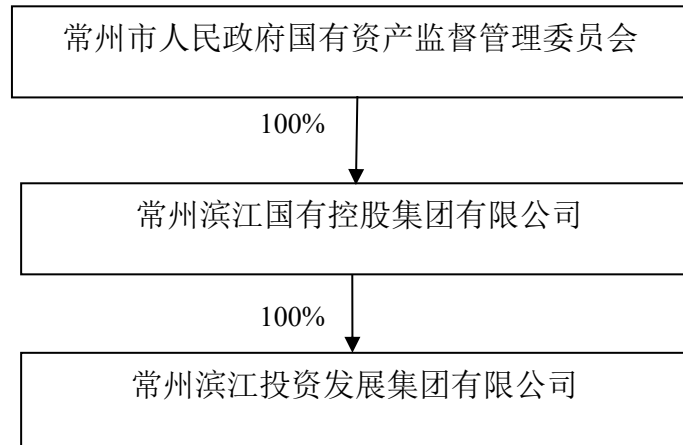 常州市人民政府国有资产监督管理委员会
100%
常州滨江国有控股集团有限公司
100%
常州滨江投资发展集团有限公司